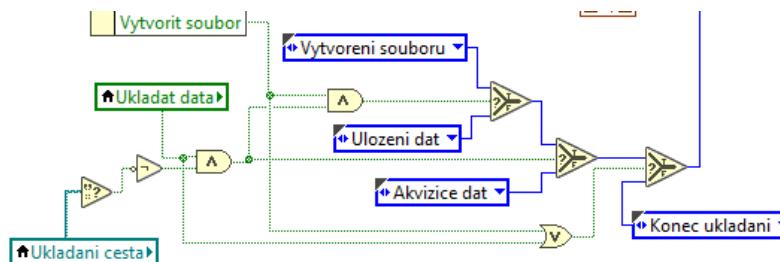 Vytvorit soubor
Vytvoreni souboru
Ukladat data
Ulozeni dat
Akvizice dat
Ukladani cesta
Konec ukladani